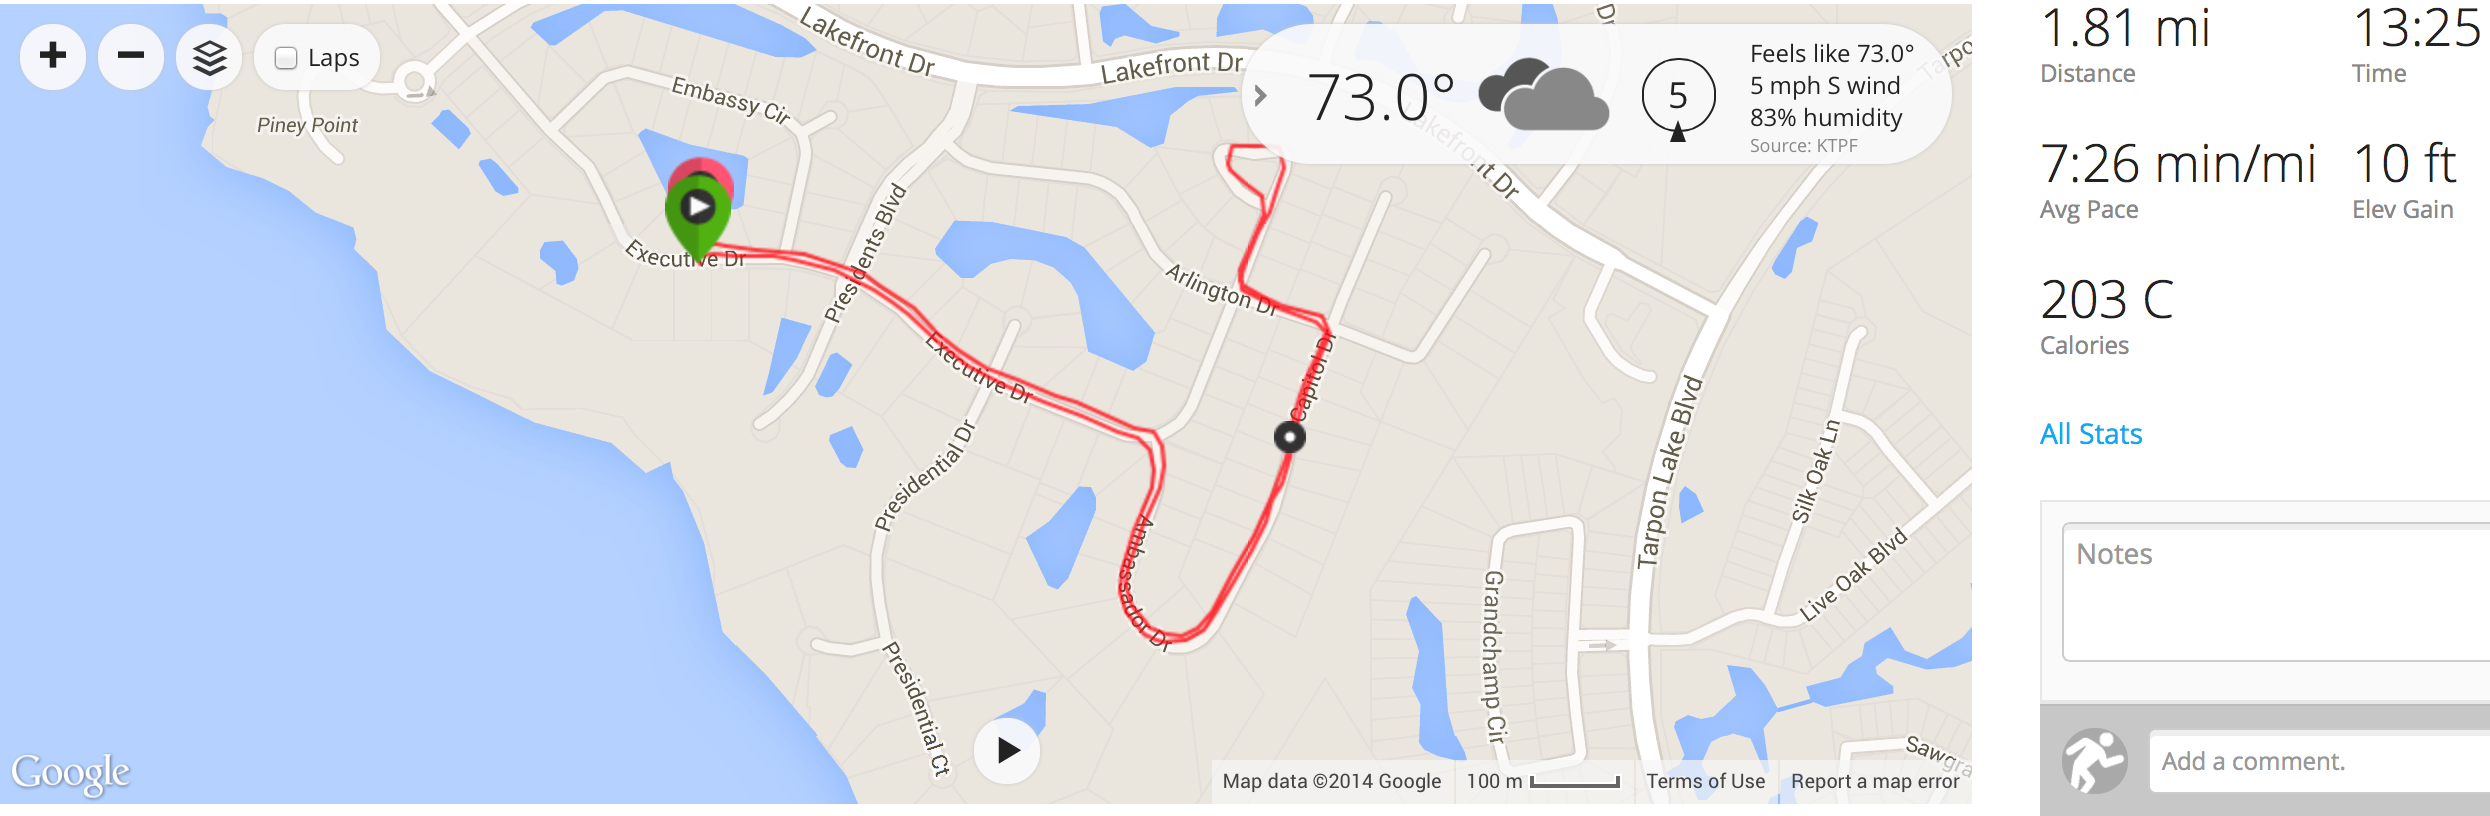 Laps
Lakefront Dr
Lakefront Dr
Dr
Tarpo
Embassy Cir
Piney Point
73.0°
5
Feels like 73.0°
5 mph S wind
83% humidity
Source: KTPF
Lakefront Dr
Presidents Blvd
Executive Dr
Arlington Dr
Executive Dr
Capitol Dr
Presidential Dr
Ambassador Dr
Tarpon Lake Blvd
Silk Oak Ln
Live Oak Blvd
Grandchamp Cir
Presidential Ct
Sawgra
Google
Map data ©2014 Google
100 m
Terms of Use
Report a map error
1.81 mi
Distance
13:25
Time
7:26 min/mi
Avg Pace
10 ft
Elev Gain
203 C
Calories
All Stats
Notes
Add a comment.